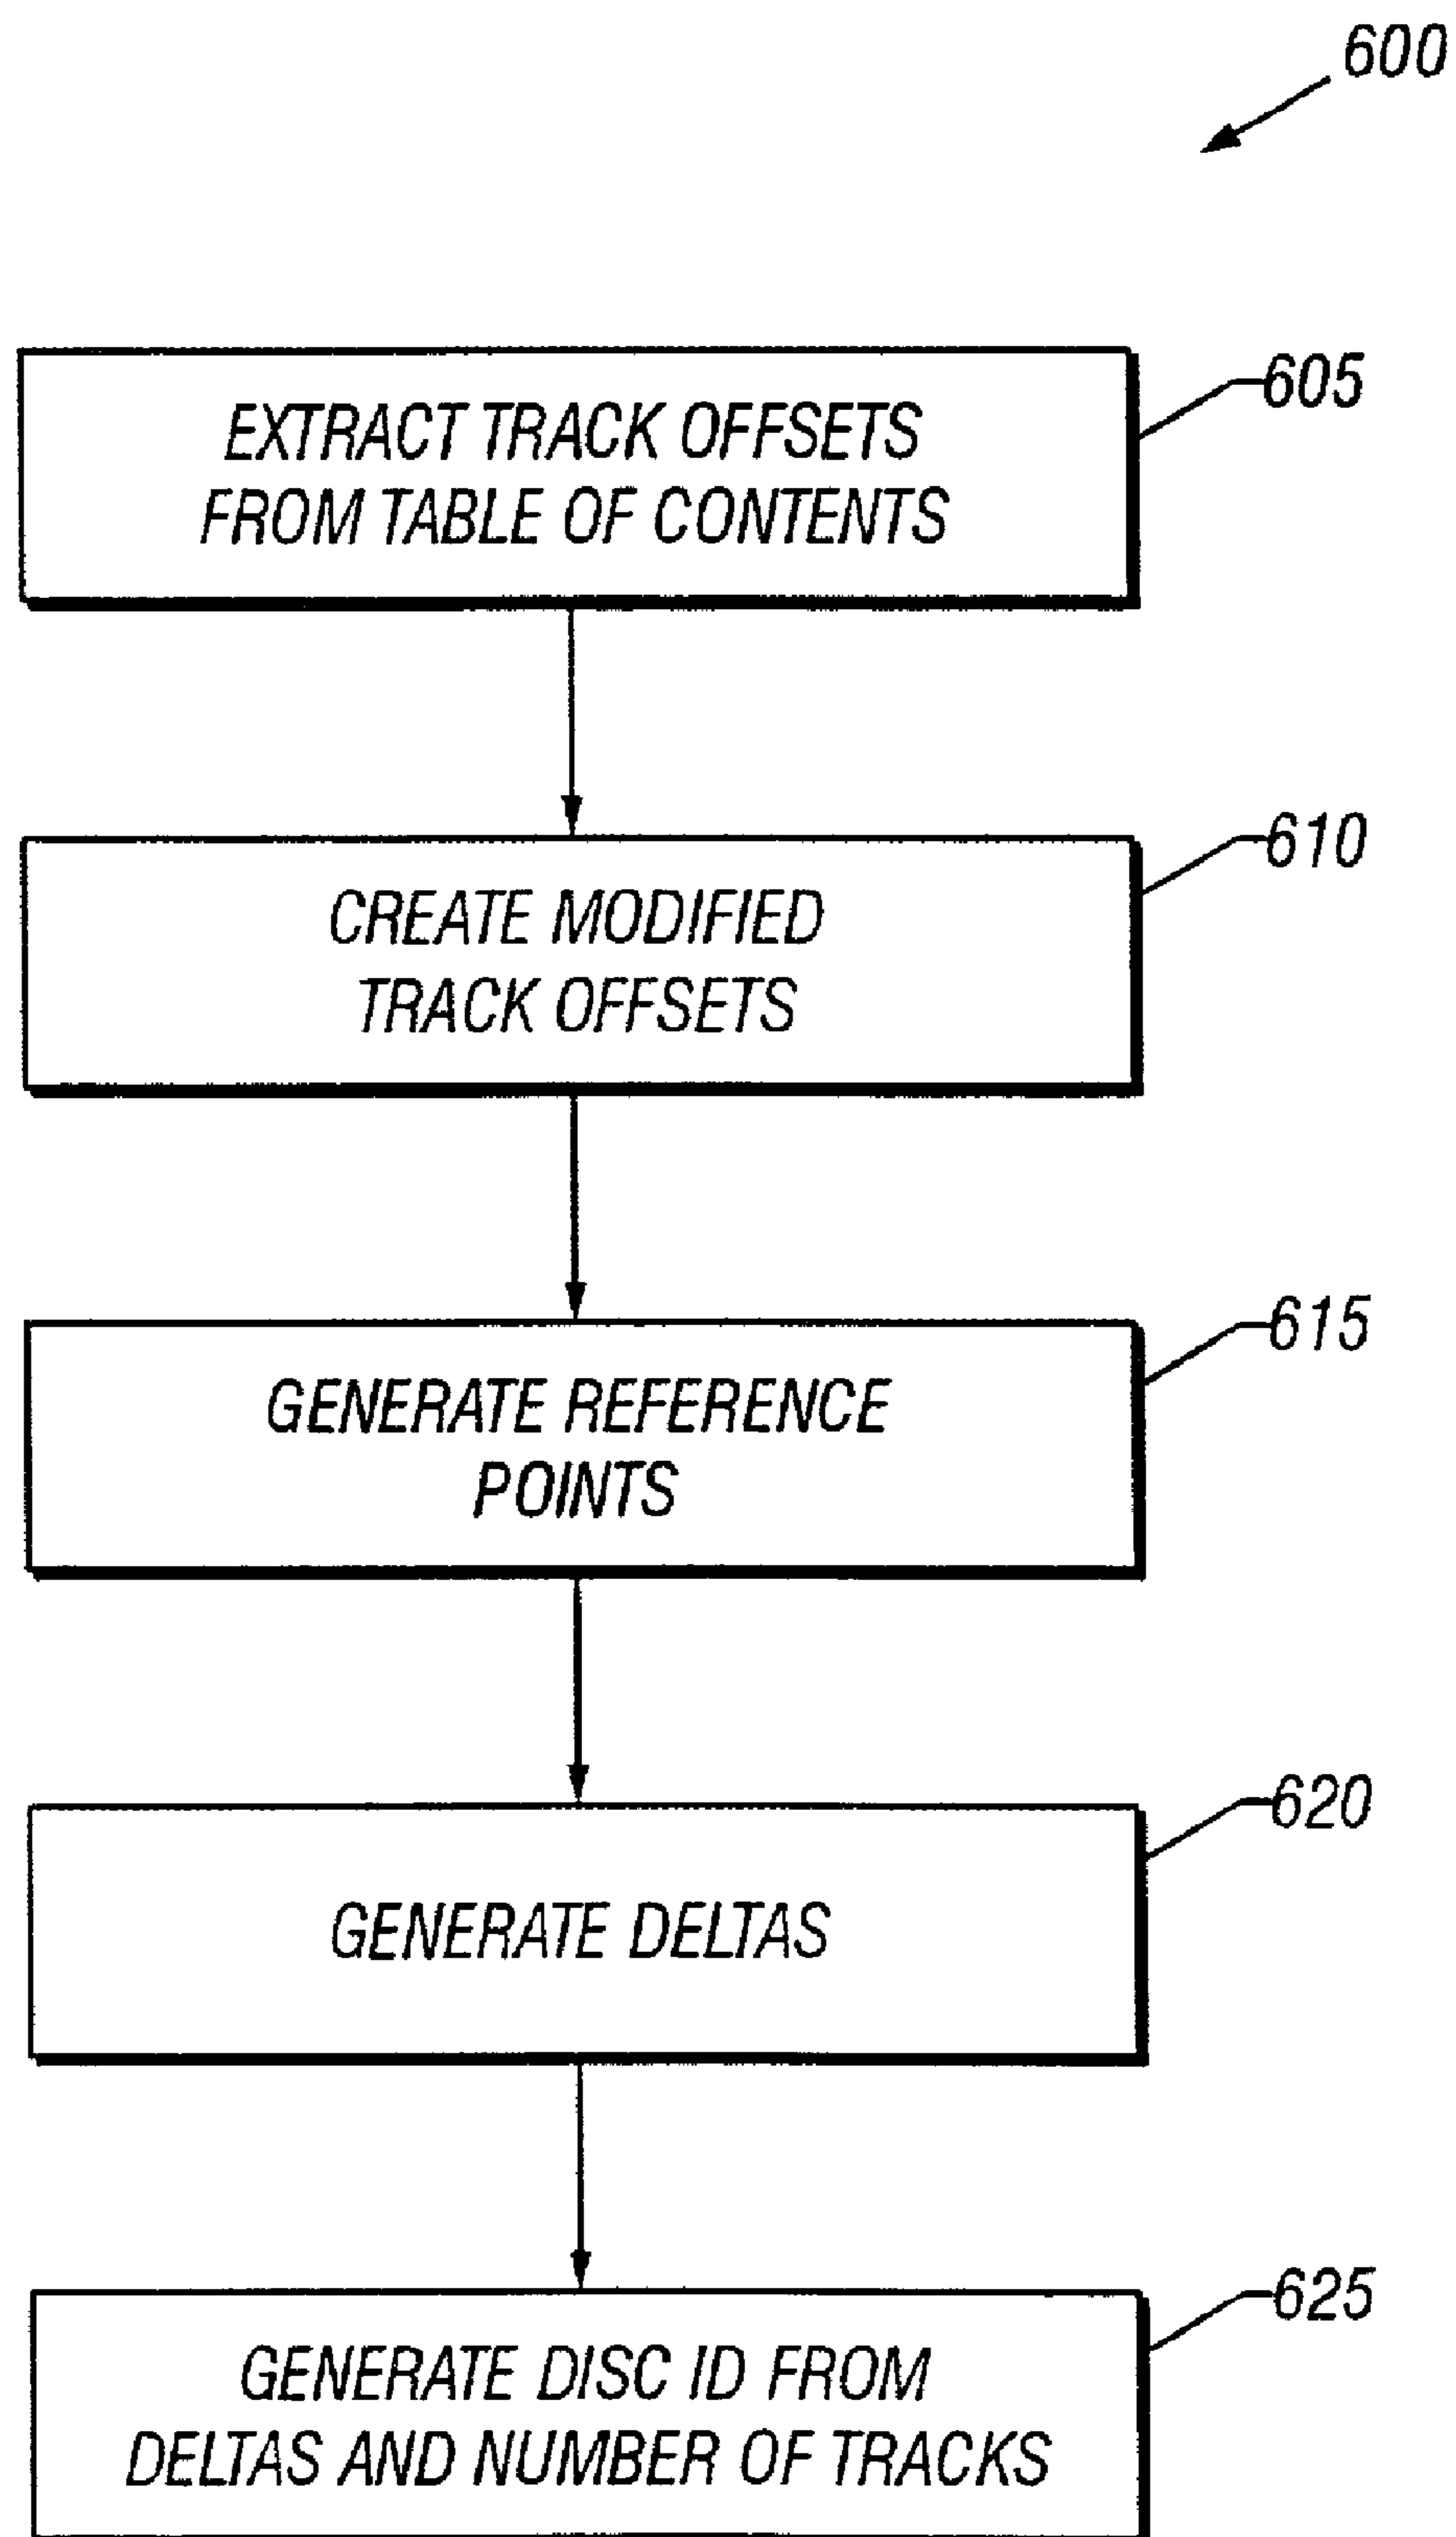 600
EXTRACT TRACK OFFSETS
FROM TABLE OF CONTENTS
605
CREATE MODIFIED
TRACK OFFSETS
610
GENERATE REFERENCE
POINTS
615
GENERATE DELTAS
620
GENERATE DISC ID FROM
DELTAS AND NUMBER OF TRACKS
625